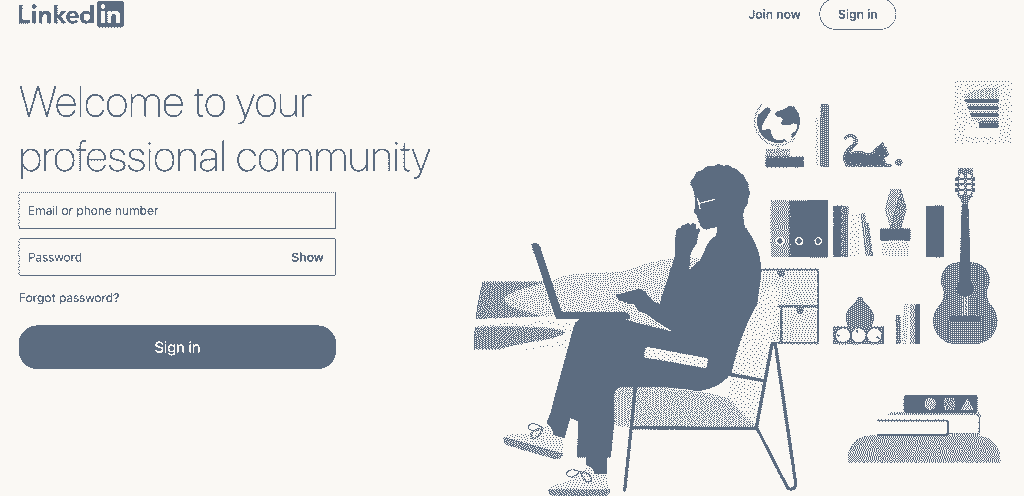 LinkedIn
Join now
Sign in
Welcome to your
professional community
Email or phone number
Password
Show
Forgot password?
Sign in